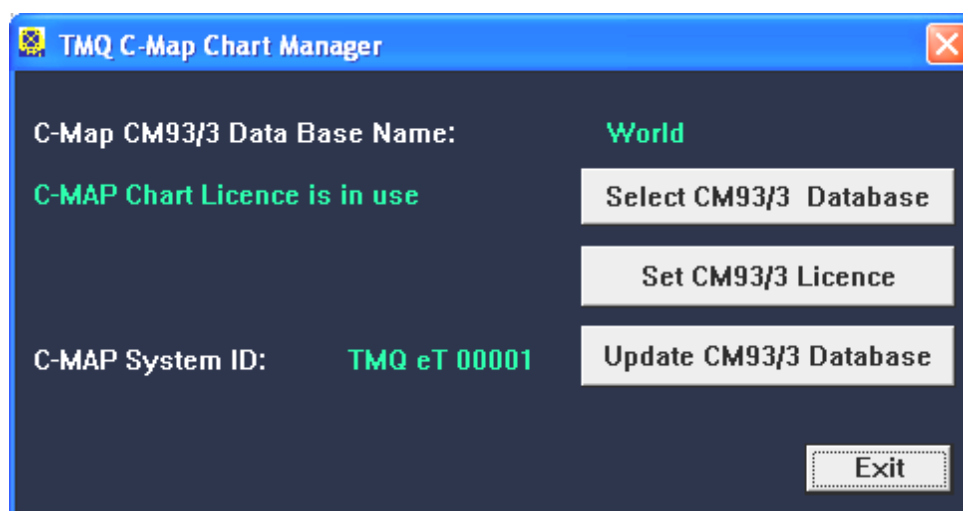 TMQ C-Map Chart Manager
C-Map CM93/3 Data Base Name: World
C-MAP Chart Licence is in use
Select CM93/3 Database
Set CM93/3 Licence
C-MAP System ID: TMQ eT 00001
Update CM93/3 Database
Exit